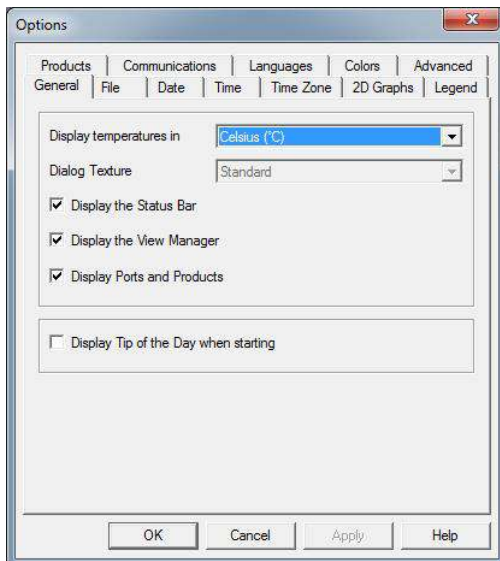 Options
Products Communications Languages Colors Advanced
General File Date Time Time Zone 2D Graphs Legend
Display temperatures in Celsius (°C)
Dialog Texture Standard
Display the Status Bar
Display the View Manager
Display Ports and Products
Display Tip of the Day when starting
OK Cancel Apply Help